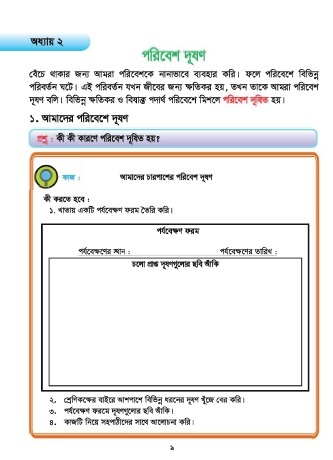 অধ্যায় ২
পরিবেশ দূষণ
বেঁচে থাকার জন্য আমরা পরিবেশকে নানাভাবে ব্যবহার করি। ফলে পরিবেশে বিভিন্ন
পরিবর্তন ঘটে। এই পরিবর্তন যখন জীবের জন্য ক্ষতিকর হয়, তখন তাকে আমরা পরিবেশ
দূষণ বলি। বিভিন্ন ক্ষতিকর ও বিষাক্ত পদার্থ পরিবেশে মিশলে পরিবেশ দূষিত হয়।
১. আমাদের পরিবেশে দূষণ
প্রশ্ন : কী কী কারণে পরিবেশ দূষিত হয়?
কাজ : আমাদের চারপাশের পরিবেশ দূষণ
কী করতে হবে :
১. খাতায় একটি পর্যবেক্ষণ ফরম তৈরি করি।
পর্যবেক্ষণ ফরম
পর্যবেক্ষণের স্থান : পর্যবেক্ষণের তারিখ :
চলো প্রাপ্ত দূষণগুলোর ছবি আঁকি
২. শ্রেণিকক্ষের বাইরে আশপাশে বিভিন্ন ধরনের দূষণ খুঁজে বের করি।
৩. পর্যবেক্ষণ ফরমে দূষণগুলোর ছবি আঁকি।
৪. কাজটি নিয়ে সহপাঠীদের সাথে আলোচনা করি।
৯